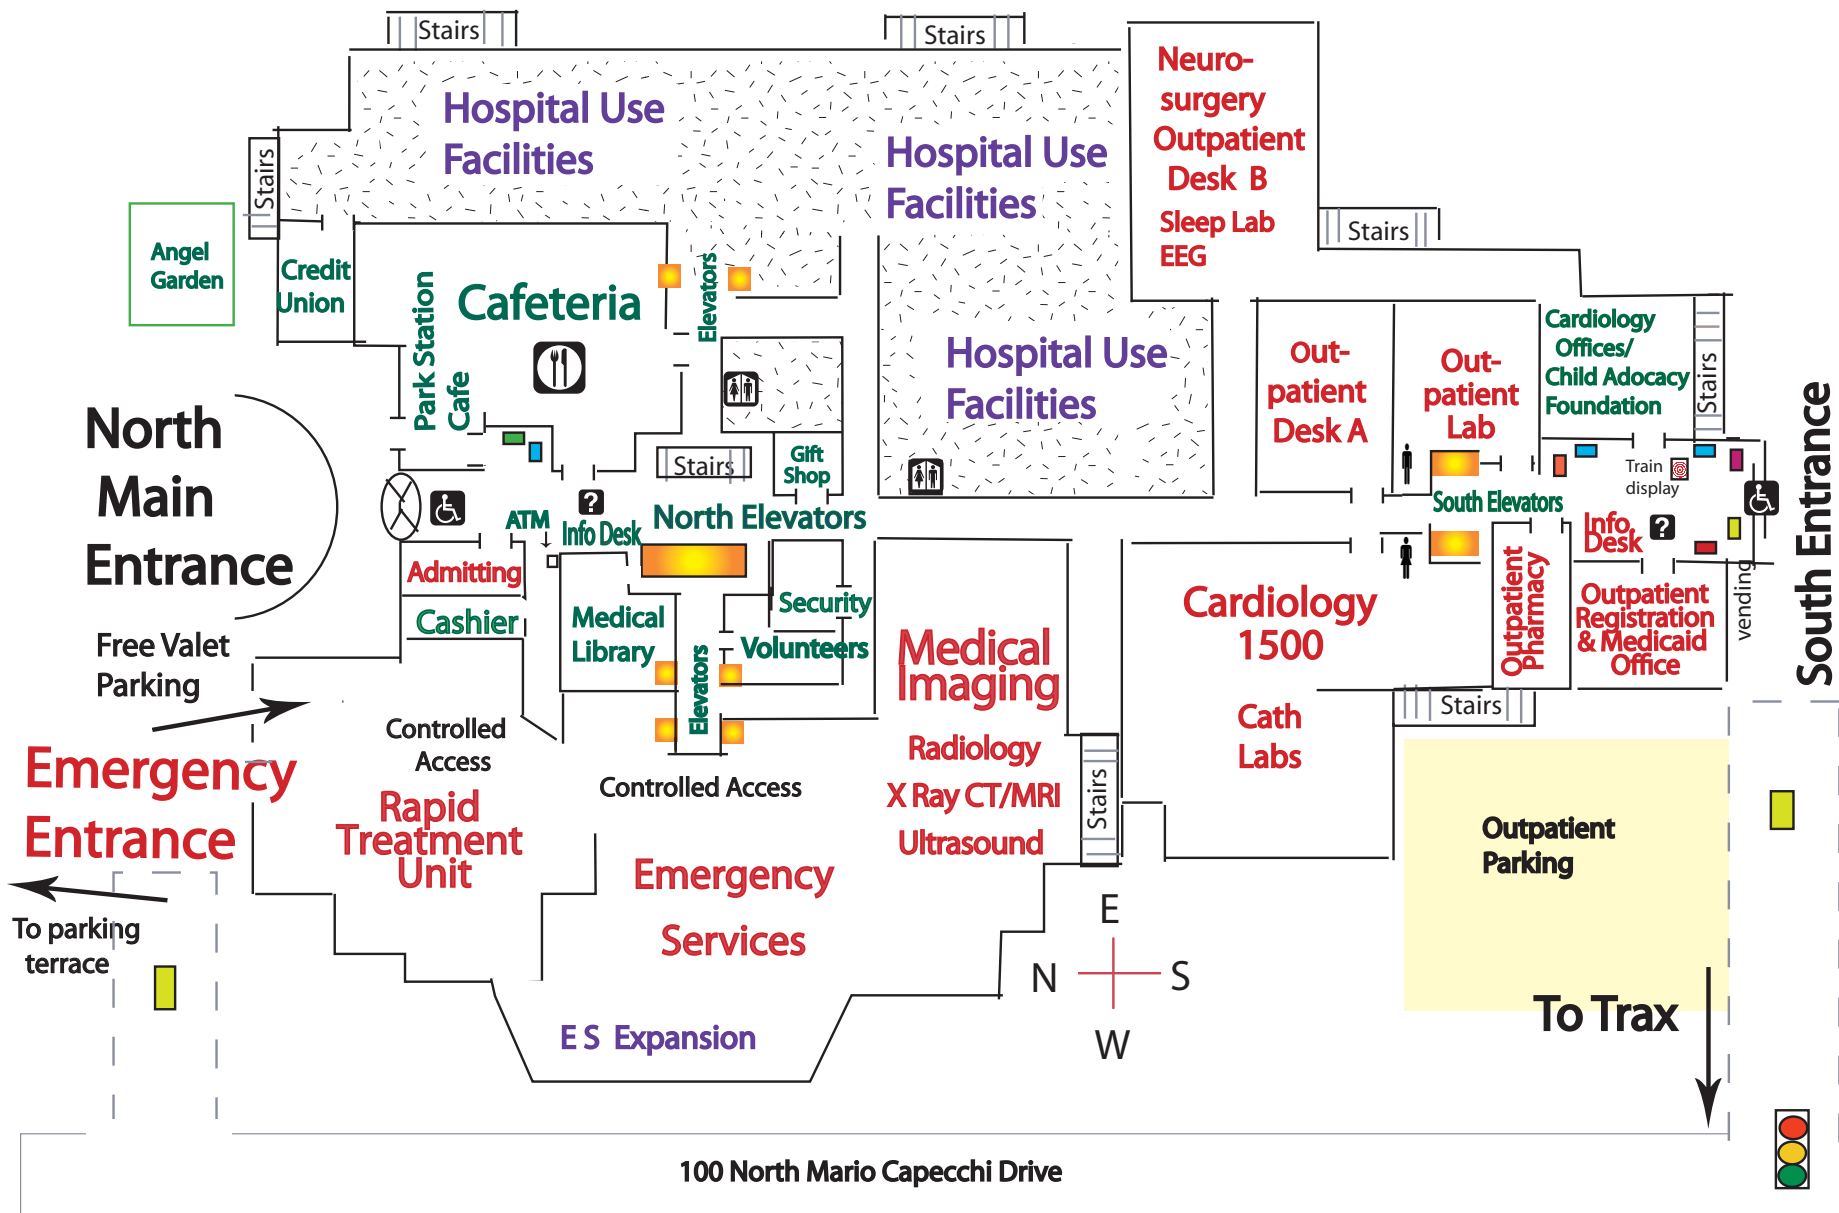 Stairs
Stairs
Neuro-
surgery
Outpatient
Desk B
Sleep Lab
EEG
Hospital Use
Facilities
Hospital Use
Facilities
Stairs
Stairs
Angel
Garden
Credit
Union
Park Station
Cafe
Cafeteria
Elevators
Hospital Use
Facilities
Out-
patient
Desk A
Out-
patient
Lab
Cardiology
Offices/
Child Adocacy
Foundation
Stairs
North
Main
Entrance
Stairs
Gift
Shop
Train
display
South Entrance
ATM
?
Info Desk
North Elevators
South Elevators
Info
Desk
?
Admitting
Cashier
Medical
Library
Security
Volunteers
Elevators
Medical
Imaging
Radiology
X Ray CT/MRI
Ultrasound
Cardiology
1500
Cath
Labs
Outpatient
Pharmacy
Outpatient
Registration
& Medicaid
Office
vending
Stairs
Free Valet
Parking
Emergency
Entrance
Controlled
Access
Rapid
Treatment
Unit
Controlled Access
Stairs
Emergency
Services
Outpatient
Parking
To parking
terrace
E S Expansion
E
N S
W
To Trax
100 North Mario Capecchi Drive